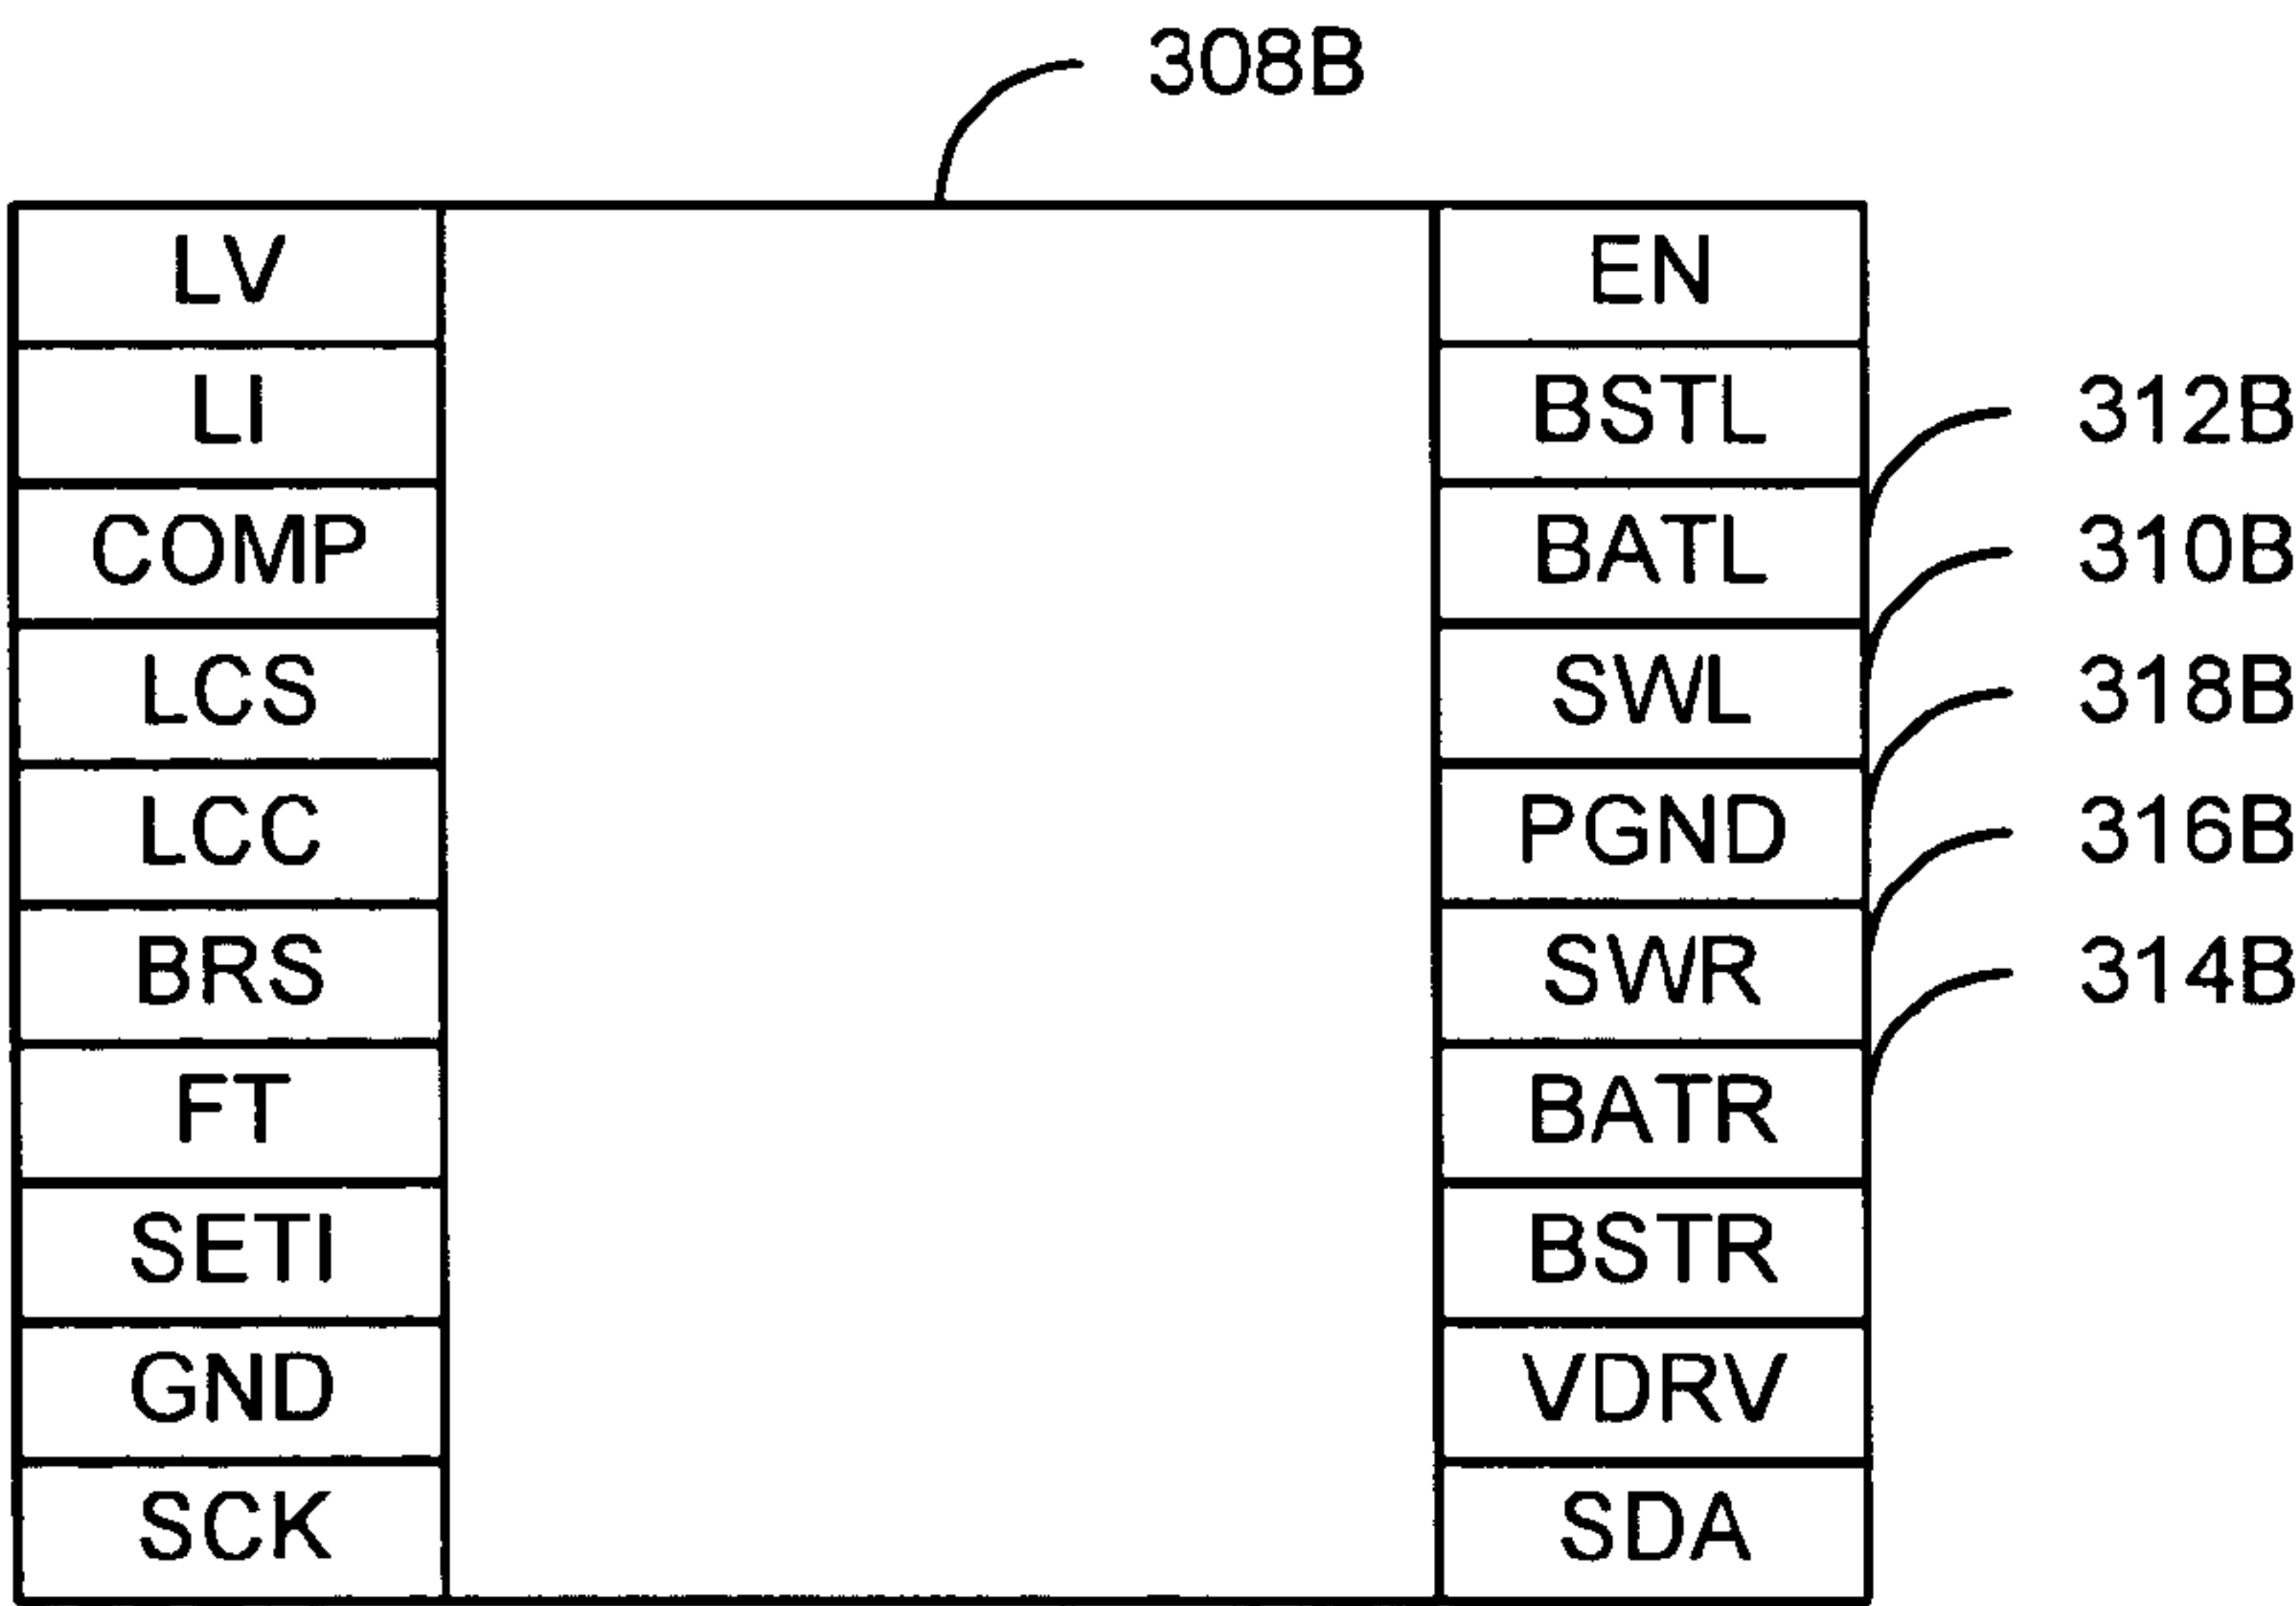 308B
LV EN
LI BSTL 312B
COMP BATL 310B
LCS SWL 318B
LCC PGND 316B
BRS SWR 314B
FT BATR
SETI BSTR
GND VDRV
SCK SDA